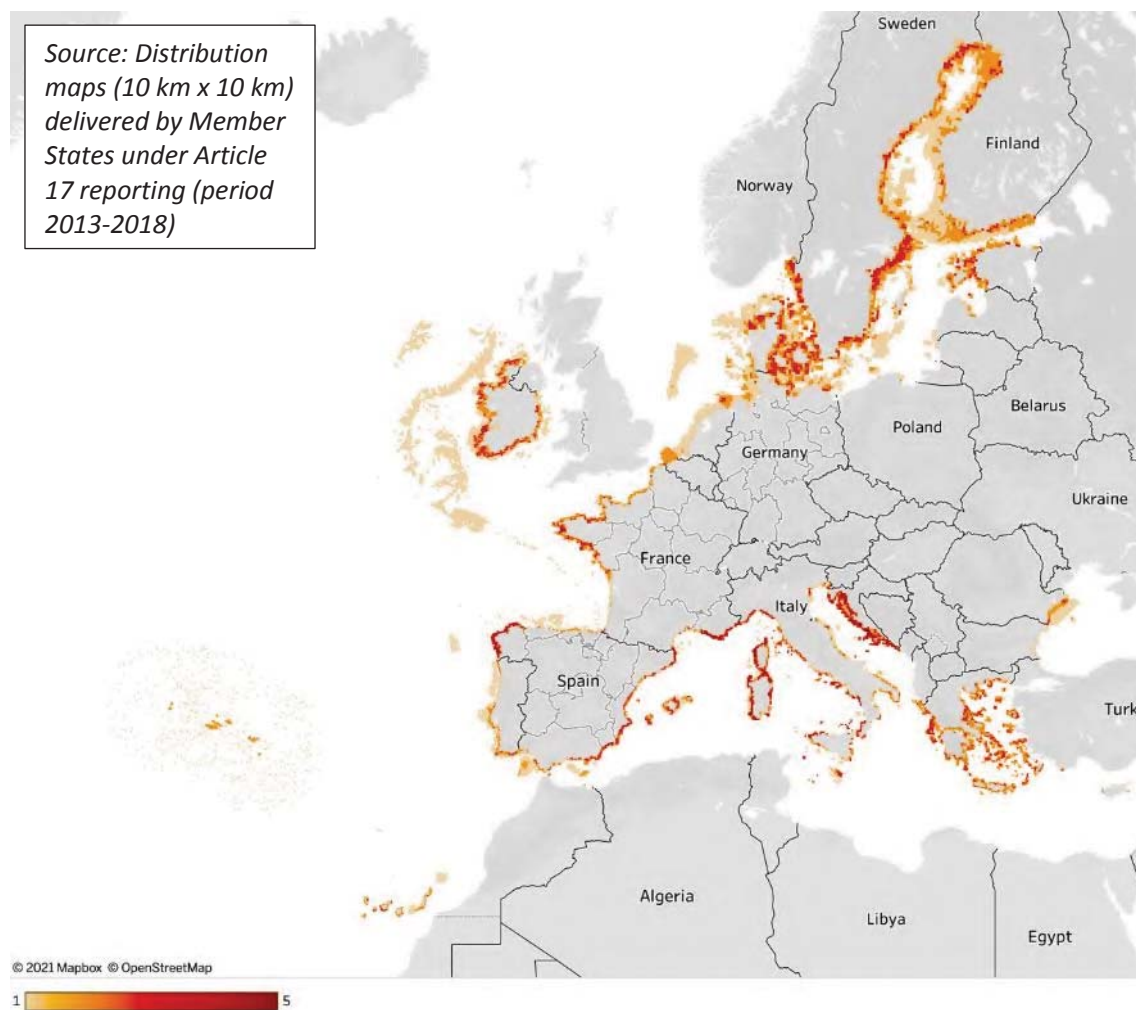 Source: Distribution
maps (10 km x 10 km)
delivered by Member
States under Article
17 reporting (period
2013-2018)
Sweden
Finland
Norway
Belarus
Poland
Germany
Ukraine
France
Italy
Spain
Turk
Algeria
Libya
Egypt
© 2021 Mapbox © OpenStreetMap
1 5